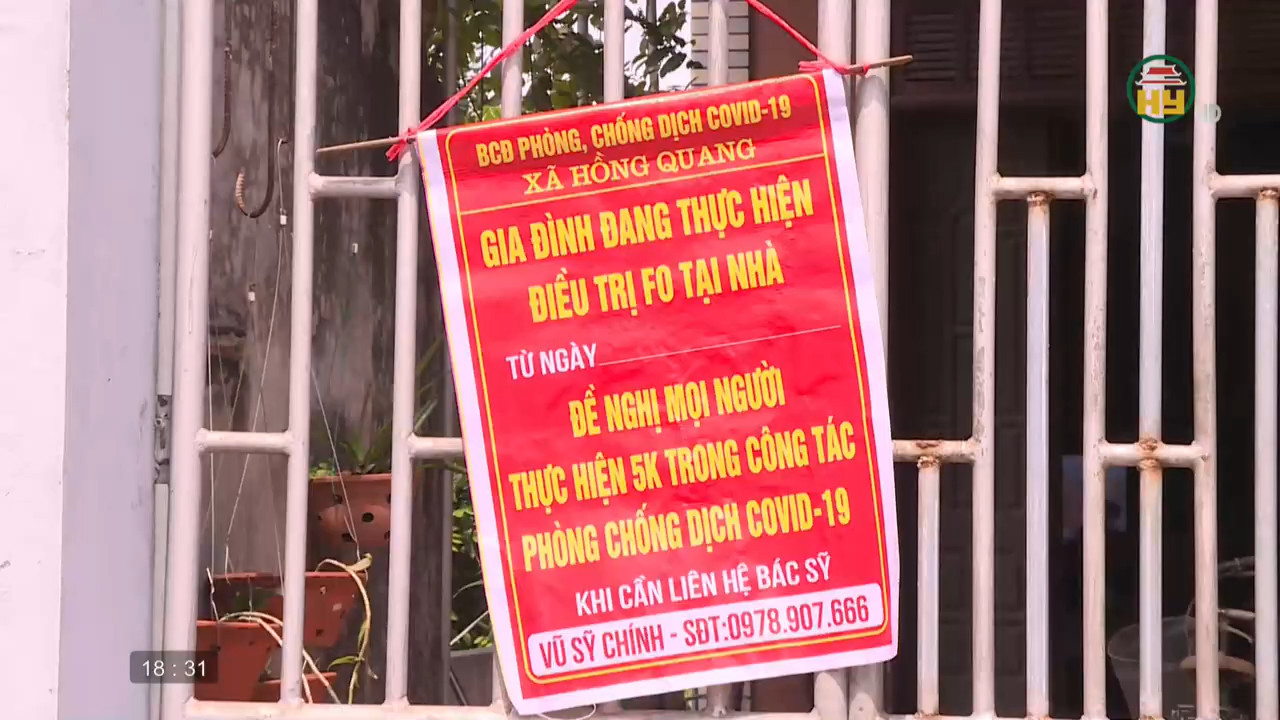 BCĐ PHÒNG, CHỐNG DỊCH COVID-19
XÃ HỒNG QUANG
GIA ĐÌNH ĐANG THỰC HIỆN
ĐIỀU TRỊ F0 TẠI NHÀ
TỪ NGÀY
ĐỀ NGHỊ MỌI NGƯỜI
THỰC HIỆN 5K TRONG CÔNG TÁC
PHÒNG CHỐNG DỊCH COVID-19
KHI CẦN LIÊN HỆ BÁC SỸ
VŨ SỸ CHÍNH - SĐT:0978.907.666
HY
18 : 31